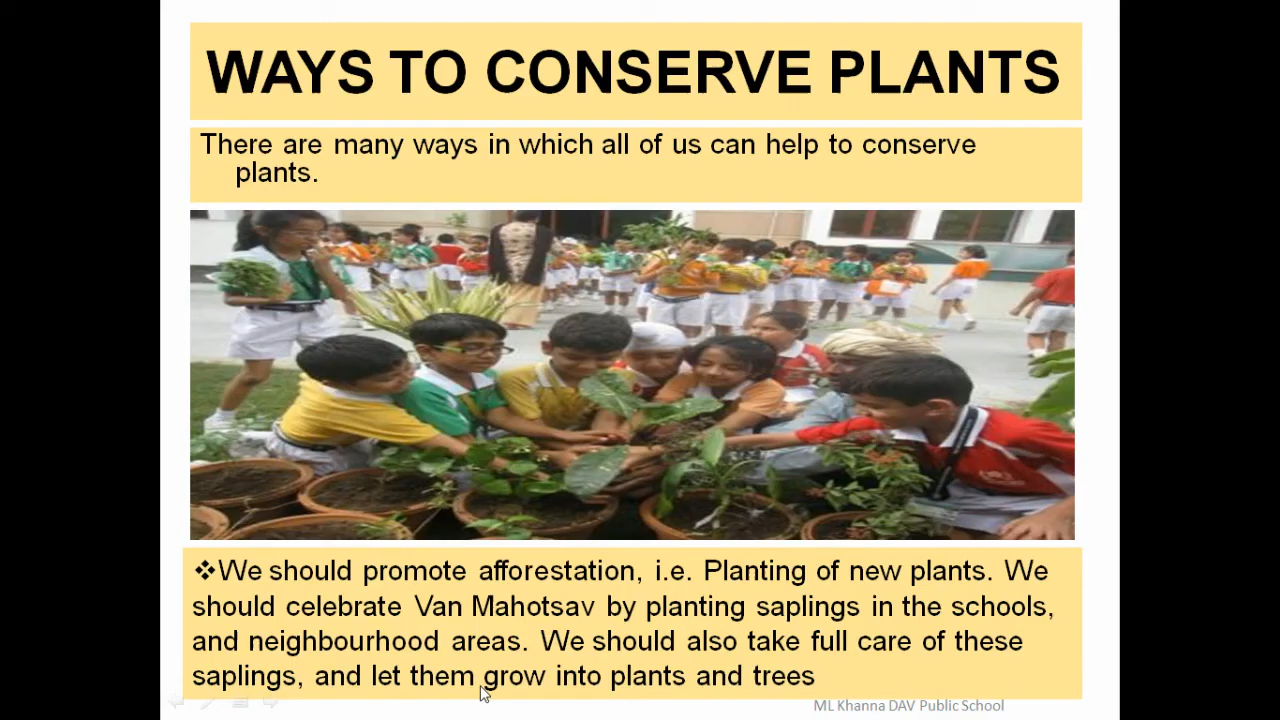 WAYS TO CONSERVE PLANTS
There are many ways in which all of us can help to conserve
plants.
❖We should promote afforestation, i.e. Planting of new plants. We
should celebrate Van Mahotsav by planting saplings in the schools,
and neighbourhood areas. We should also take full care of these
saplings, and let them grow into plants and trees
ML Khanna DAV Public School